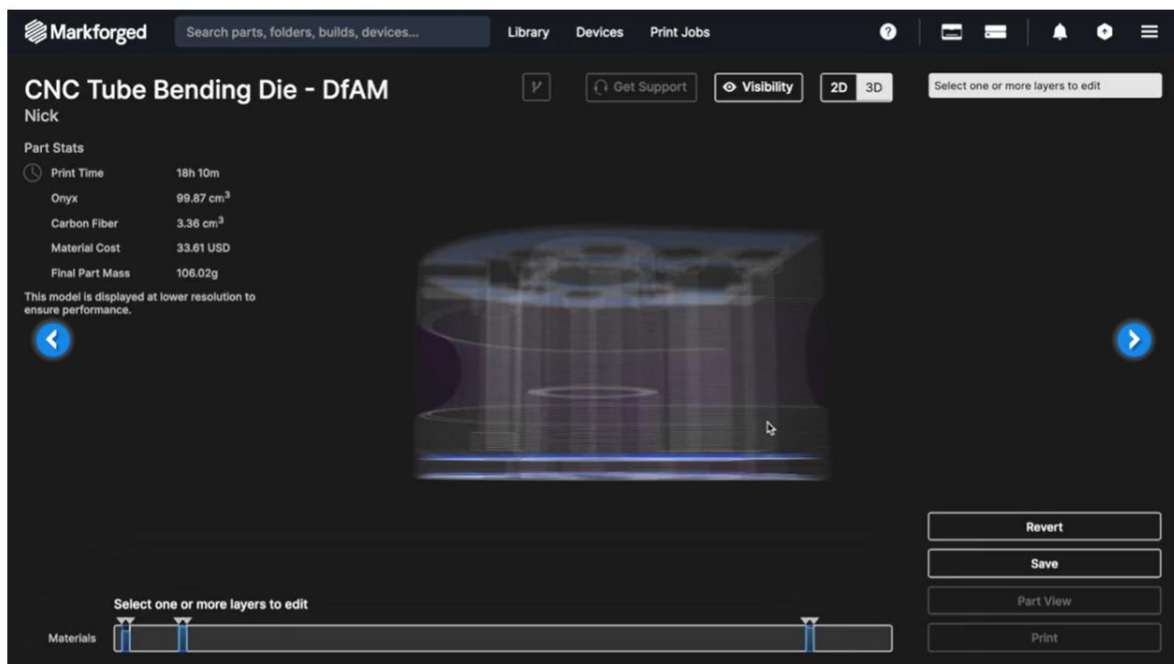 Markforged
Search parts, folders, builds, devices...
Library
Devices
Print Jobs
?
CNC Tube Bending Die - DfAM
Nick
Get Support
Visibility
2D
3D
Select one or more layers to edit
Part Stats
Print Time 18h 10m
Onyx 99.87 cm³
Carbon Fiber 3.36 cm³
Material Cost 33.61 USD
Final Part Mass 106.02g
This model is displayed at lower resolution to
ensure performance.
Revert
Save
Part View
Print
Select one or more layers to edit
Materials